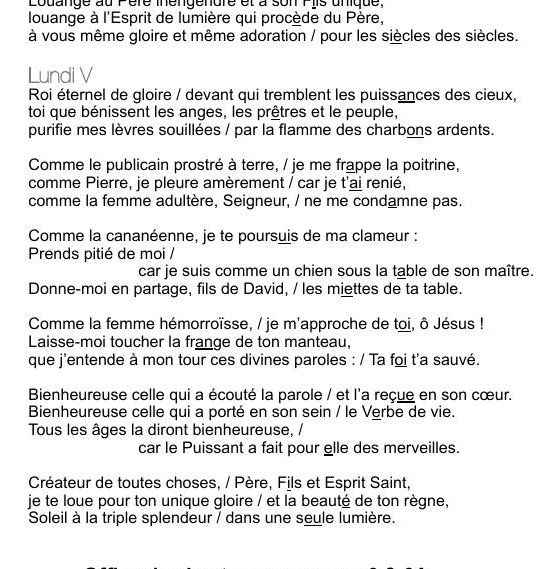 Louange au Père inengendré et à son Fils unique,
louange à l’Esprit de lumière qui procède du Père,
à vous même gloire et même adoration / pour les siècles des siècles.
Lundi V
Roi éternel de gloire / devant qui tremblent les puissances des cieux,
toi que bénissent les anges, les prêtres et le peuple,
purifie mes lèvres souillées / par la flamme des charbons ardents.
Comme le publicain prostré à terre, / je me frappe la poitrine,
comme Pierre, je pleure amèrement / car je t’ai renié,
comme la femme adultère, Seigneur, / ne me condamne pas.
Comme la cananéenne, je te poursuis de ma clameur :
Prends pitié de moi /
car je suis comme un chien sous la table de son maître.
Donne-moi en partage, fils de David, / les miettes de ta table.
Comme la femme hémorroïsse, / je m’approche de toi, ô Jésus !
Laisse-moi toucher la frange de ton manteau,
que j’entende à mon tour ces divines paroles : / Ta foi t’a sauvé.
Bienheureuse celle qui a écouté la parole / et l’a reçue en son cœur.
Bienheureuse celle qui a porté en son sein / le Verbe de vie.
Tous les âges la diront bienheureuse, /
car le Puissant a fait pour elle des merveilles.
Créateur de toutes choses, / Père, Fils et Esprit Saint,
je te loue pour ton unique gloire / et la beauté de ton règne,
Soleil à la triple splendeur / dans une seule lumière.